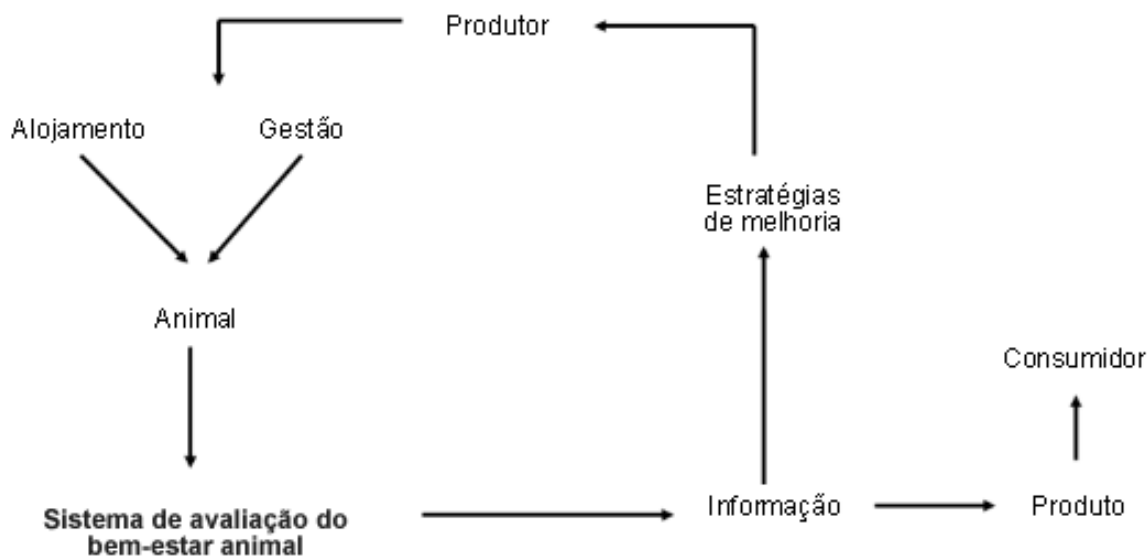 Produtor
Alojamento
Gestão
Estratégias
de melhoria
Animal
Consumidor
Sistema de avaliação do
bem-estar animal
Informação
Produto